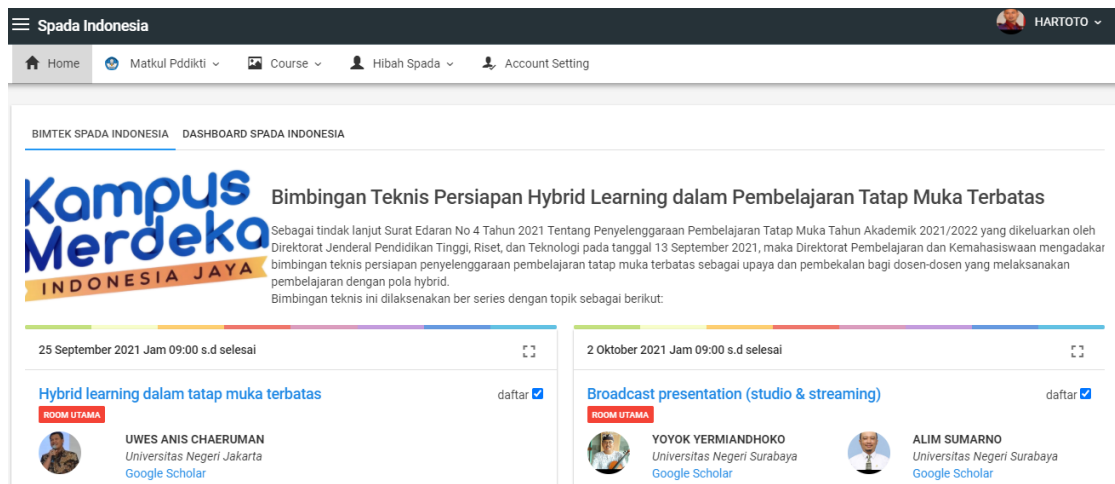 Spada Indonesia
HARTOTO
Home
Matkul Pddikti
Course
Hibah Spada
Account Setting
BIMTEK SPADA INDONESIA
DASHBOARD SPADA INDONESIA
Kampus
Merdeka
INDONESIA JAYA
Bimbingan Teknis Persiapan Hybrid Learning dalam Pembelajaran Tatap Muka Terbatas
Sebagai tindak lanjut Surat Edaran No 4 Tahun 2021 Tentang Penyelenggaraan Pembelajaran Tatap Muka Tahun Akademik 2021/2022 yang dikeluarkan oleh
Direktorat Jenderal Pendidikan Tinggi, Riset, dan Teknologi pada tanggal 13 September 2021, maka Direktorat Pembelajaran dan Kemahasiswaan mengadakan
bimbingan teknis persiapan penyelenggaraan pembelajaran tatap muka terbatas sebagai upaya dan pembekalan bagi dosen-dosen yang melaksanakan
pembelajaran dengan pola hybrid.
Bimbingan teknis ini dilaksanakan ber series dengan topik sebagai berikut:
25 September 2021 Jam 09:00 s.d selesai
Hybrid learning dalam tatap muka terbatas
daftar
ROOM UTAMA
UWES ANIS CHAERUMAN
Universitas Negeri Jakarta
Google Scholar
2 Oktober 2021 Jam 09:00 s.d selesai
Broadcast presentation (studio & streaming)
daftar
ROOM UTAMA
YOYOK YERMIANDHOKO
Universitas Negeri Surabaya
Google Scholar
ALIM SUMARNO
Universitas Negeri Surabaya
Google Scholar